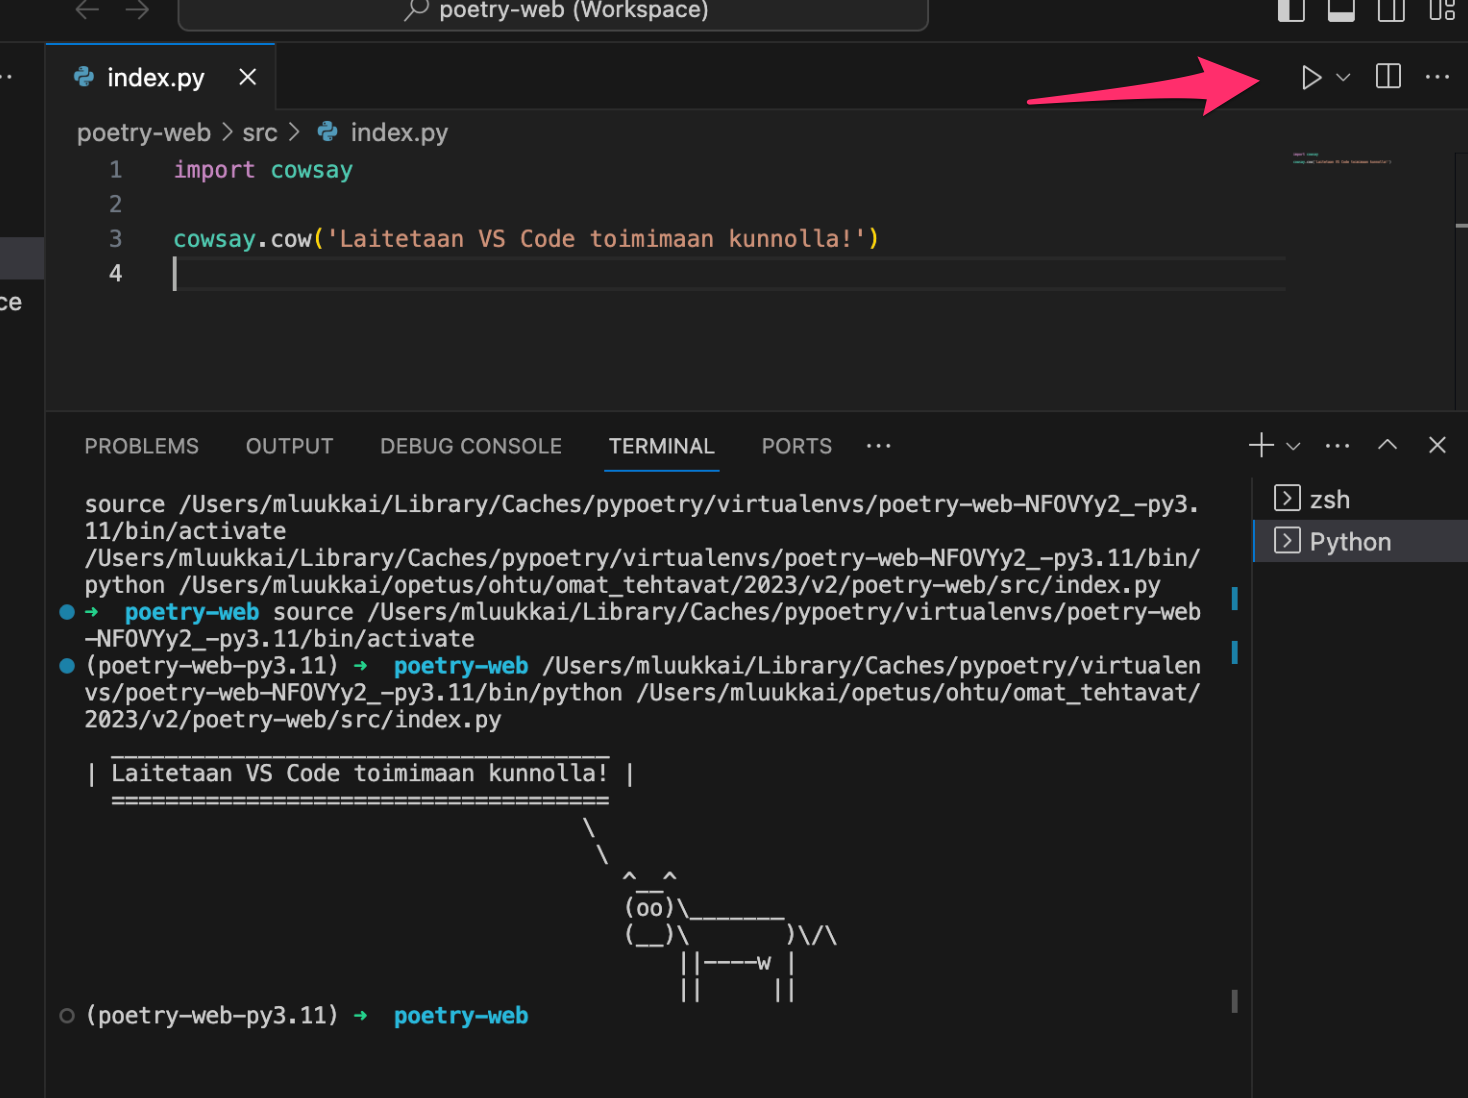 poetry-web (Workspace)
index.py
poetry-web > src > index.py
1 import cowsay
2
3 cowsay.cow('Laitetaan VS Code toimimaan kunnolla!')
4
ce
PROBLEMS OUTPUT DEBUG CONSOLE TERMINAL PORTS ···
zsh
Python
source /Users/mluukkai/Library/Caches/pypoetry/virtualenvs/poetry-web-NFOVYy2_-py3.
11/bin/activate
/Users/mluukkai/Library/Caches/pypoetry/virtualenvs/poetry-web-NFOVYy2_-py3.11/bin/
python /Users/mluukkai/opetus/ohtu/omat_tehtavat/2023/v2/poetry-web/src/index.py
➜ poetry-web source /Users/mluukkai/Library/Caches/pypoetry/virtualenvs/poetry-web
-NFOVYy2_-py3.11/bin/activate
(poetry-web-py3.11) ➜ poetry-web /Users/mluukkai/Library/Caches/pypoetry/virtualen
vs/poetry-web-NFOVYy2_-py3.11/bin/python /Users/mluukkai/opetus/ohtu/omat_tehtavat/
2023/v2/poetry-web/src/index.py
  _____________________________________
| Laitetaan VS Code toimimaan kunnolla! |
  =====================================
                                     \
                                      \
                                        ^__^
                                        (oo)\_______
                                        (__)\       )\/\
                                            ||----w |
                                            ||     ||
(poetry-web-py3.11) ➜ poetry-web